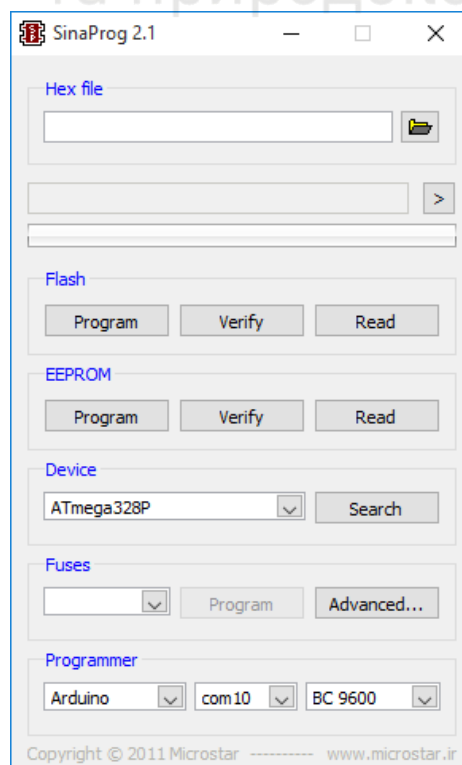 SinaProg 2.1
Hex file
>
Flash
Program Verify Read
EEPROM
Program Verify Read
Device
ATmega328P Search
Fuses
Program Advanced...
Programmer
Arduino com10 BC 9600
Copyright © 2011 Microstar ---------- www.microstar.ir